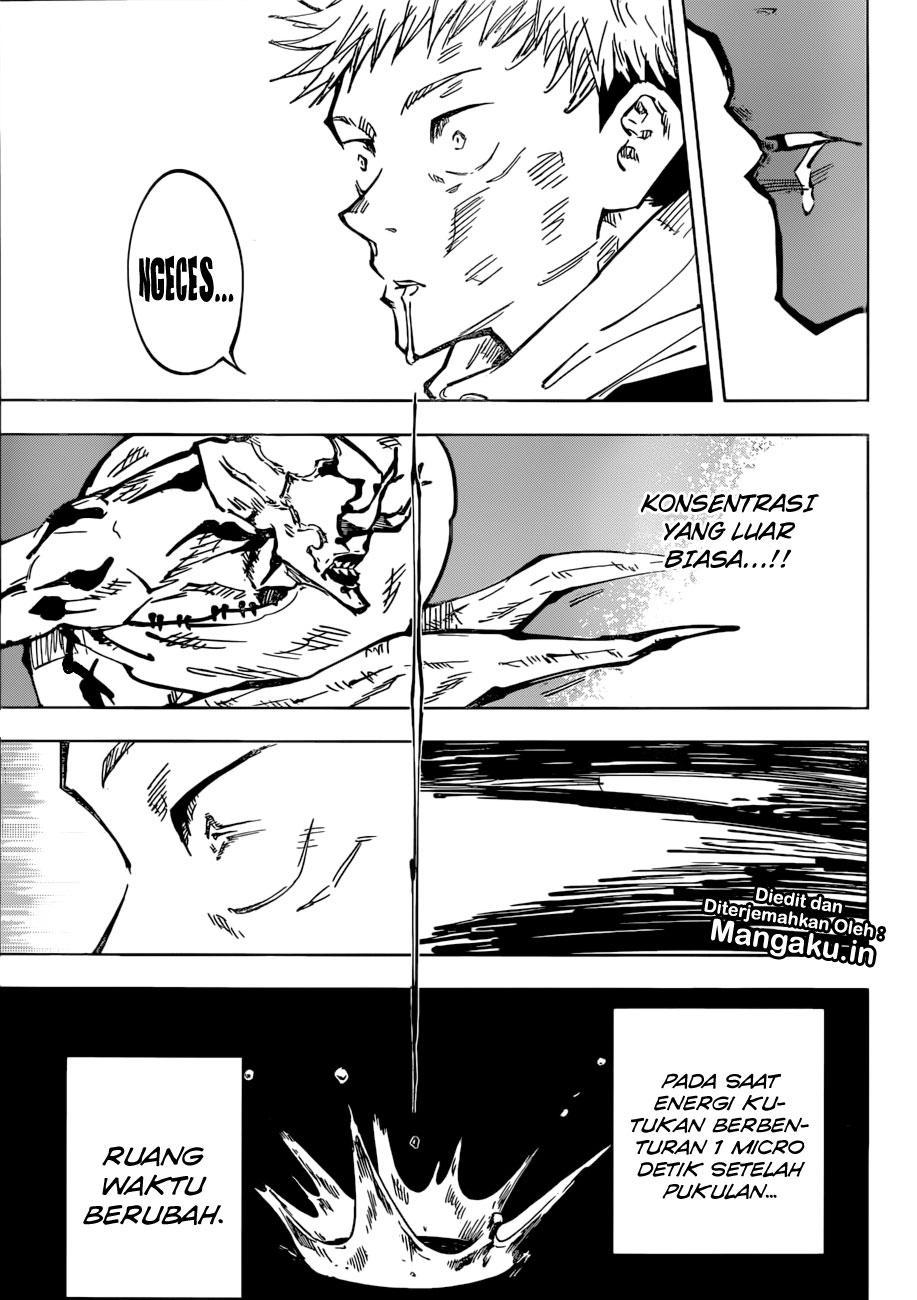 NGECES...
KONSENTRASI
YANG LUAR
BIASA...!!
Diedit dan
Diterjemahkan Oleh :
Mangaku.in
PADA SAAT
ENERGI KU-
TUKAN BERBEN-
TURAN 1 MICRO
DETIK SETELAH
PUKULAN...
RUANG
WAKTU
BERUBAH.